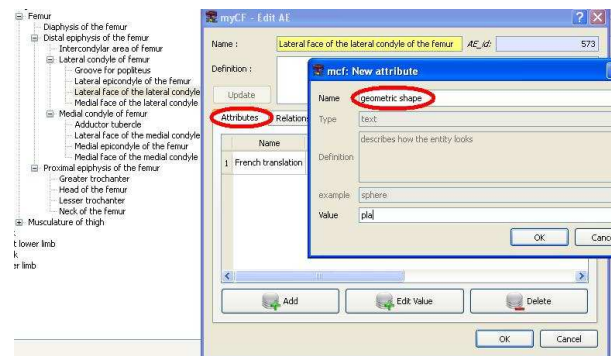 Femur
Diaphysis of the femur
Distal epiphysis of the femur
Intercondylar area of femur
Lateral condyle of femur
Groove for popliteus
Lateral epicondyle of the femur
Lateral face of the lateral condyle
Medial face of the lateral condyle
Medial condyle of femur
Adductor tubercle
Lateral face of the medial condyle
Medial epicondyle of the femur
Medial face of the medial condyle
Proximal epiphysis of the femur
Greater trochanter
Head of the femur
Lesser trochanter
Neck of the femur
Musculature of thigh
t lower limb
k
er limb
myCF - Edit AE
Name : Lateral face of the lateral condyle of the femur AE_id: 573
Definition :
Update
Attributes Relations
Name
1 French translation
Add Edit Value Delete
OK Cancel
mcf: New attribute
Name geometric shape
Type text
Definition describes how the entity looks
example sphere
Value pla
OK Canc